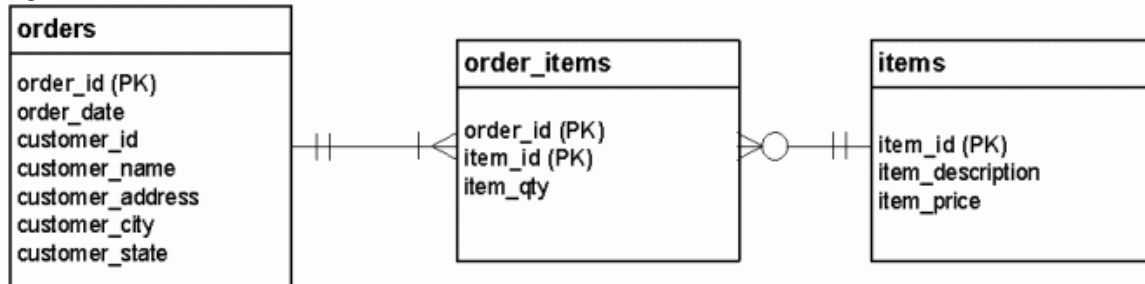 orders
order_id (PK)
order_date
customer_id
customer_name
customer_address
customer_city
customer_state
order_items
order_id (PK)
item_id (PK)
item_qty
items
item_id (PK)
item_description
item_price